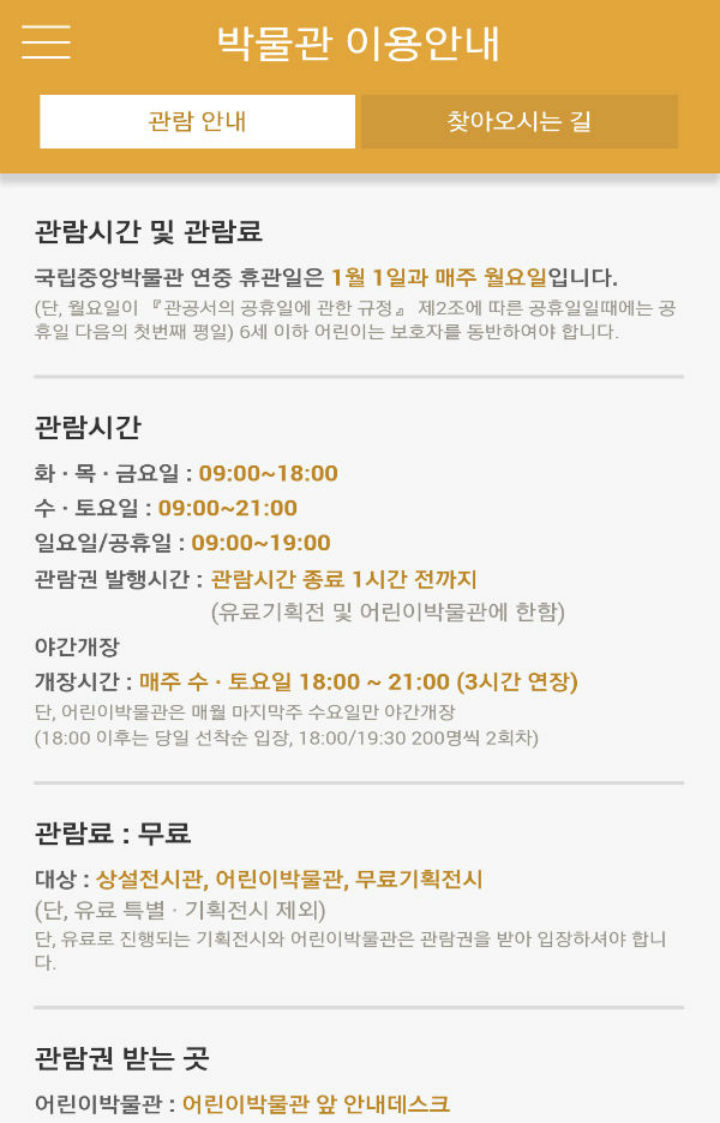 박물관 이용안내
관람 안내
찾아오시는 길
관람시간 및 관람료
국립중앙박물관 연중 휴관일은 1월 1일과 매주 월요일입니다.
(단, 월요일이 『관공서의 공휴일에 관한 규정』 제2조에 따른 공휴일일때에는 공
휴일 다음의 첫번째 평일) 6세 이하 어린이는 보호자를 동반하여야 합니다.
관람시간
화 · 목 · 금요일 : 09:00~18:00
수 · 토요일 : 09:00~21:00
일요일/공휴일 : 09:00~19:00
관람권 발행시간 : 관람시간 종료 1시간 전까지
(유료기획전 및 어린이박물관에 한함)
야간개장
개장시간 : 매주 수 · 토요일 18:00 ~ 21:00 (3시간 연장)
단, 어린이박물관은 매월 마지막주 수요일만 야간개장
(18:00 이후는 당일 선착순 입장, 18:00/19:30 200명씩 2회차)
관람료 : 무료
대상 : 상설전시관, 어린이박물관, 무료기획전시
(단, 유료 특별 · 기획전시 제외)
단, 유료로 진행되는 기획전시와 어린이박물관은 관람권을 받아 입장하셔야 합니
다.
관람권 받는 곳
어린이박물관 : 어린이박물관 앞 안내데스크